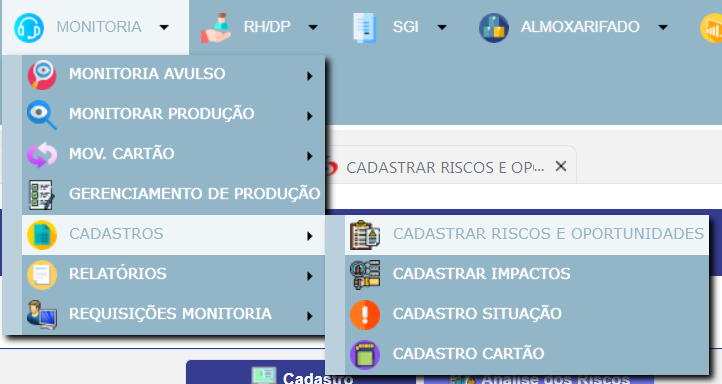 MONITORIA RH/DP SGI ALMOXARIFADO
MONITORIA AVULSO
MONITORAR PRODUÇÃO
MOV. CARTÃO
CADASTRAR RISCOS E OP(... ×
GERENCIAMENTO DE PRODUÇÃO
CADASTROS
RELATÓRIOS
REQUISIÇÕES MONITORIA
CADASTRAR RISCOS E OPORTUNIDADES
CADASTRAR IMPACTOS
CADASTRO SITUAÇÃO
CADASTRO CARTÃO
Cadastro
Análise dos Riscos